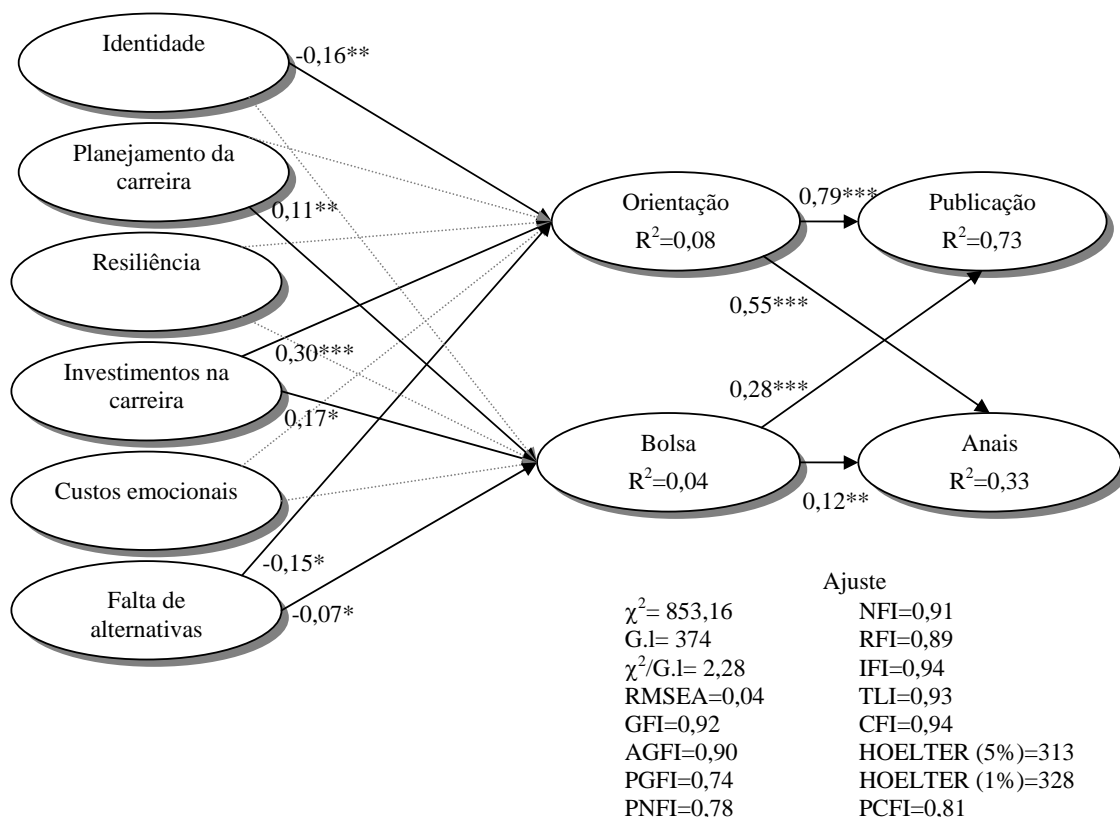 Identidade
-0,16**
Planejamento da
carreira
0,11**
Resiliência
Investimentos na
carreira
0,30***
0,17*
Custos emocionais
Falta de
alternativas
-0,15*
-0,07*
Orientação
R²=0,08
0,79***
Publicação
R²=0,73
0,55***
0,28***
Bolsa
R²=0,04
0,12**
Anais
R²=0,33
Ajuste
χ²= 853,16
G.l= 374
χ²/G.l= 2,28
RMSEA=0,04
GFI=0,92
AGFI=0,90
PGFI=0,74
PNFI=0,78
NFI=0,91
RFI=0,89
IFI=0,94
TLI=0,93
CFI=0,94
HOELTER (5%)=313
HOELTER (1%)=328
PCFI=0,81